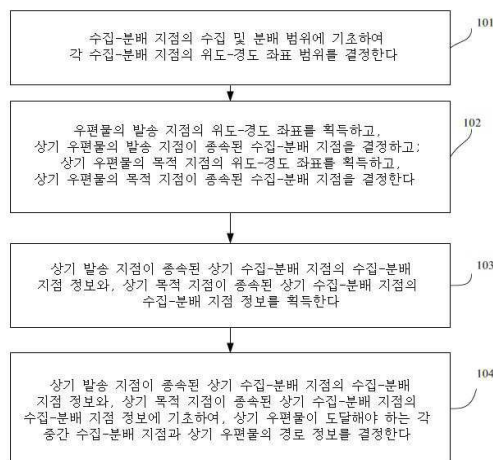 수집-분배 지점의 수집 및 분배 범위에 기초하여
각 수집-분배 지점의 위도-경도 좌표 범위를 결정한다
101
우편물의 발송 지점의 위도-경도 좌표를 획득하고,
상기 우편물의 발송 지점이 종속된 수집-분배 지점을 결정하고;
상기 우편물의 목적 지점의 위도-경도 좌표를 획득하고,
상기 우편물의 목적 지점이 종속된 수집-분배 지점을 결정한다
102
상기 발송 지점이 종속된 상기 수집-분배 지점의 수집-분배
지점 정보와, 상기 목적 지점이 종속된 상기 수집-분배 지점의
수집-분배 지점 정보를 획득한다
103
상기 발송 지점이 종속된 상기 수집-분배 지점의 수집-분배
지점 정보와, 상기 목적 지점이 종속된 상기 수집-분배 지점의
수집-분배 지점 정보에 기초하여, 상기 우편물이 도달해야 하는 각
중간 수집-분배 지점과 상기 우편물의 경로 정보를 결정한다
104